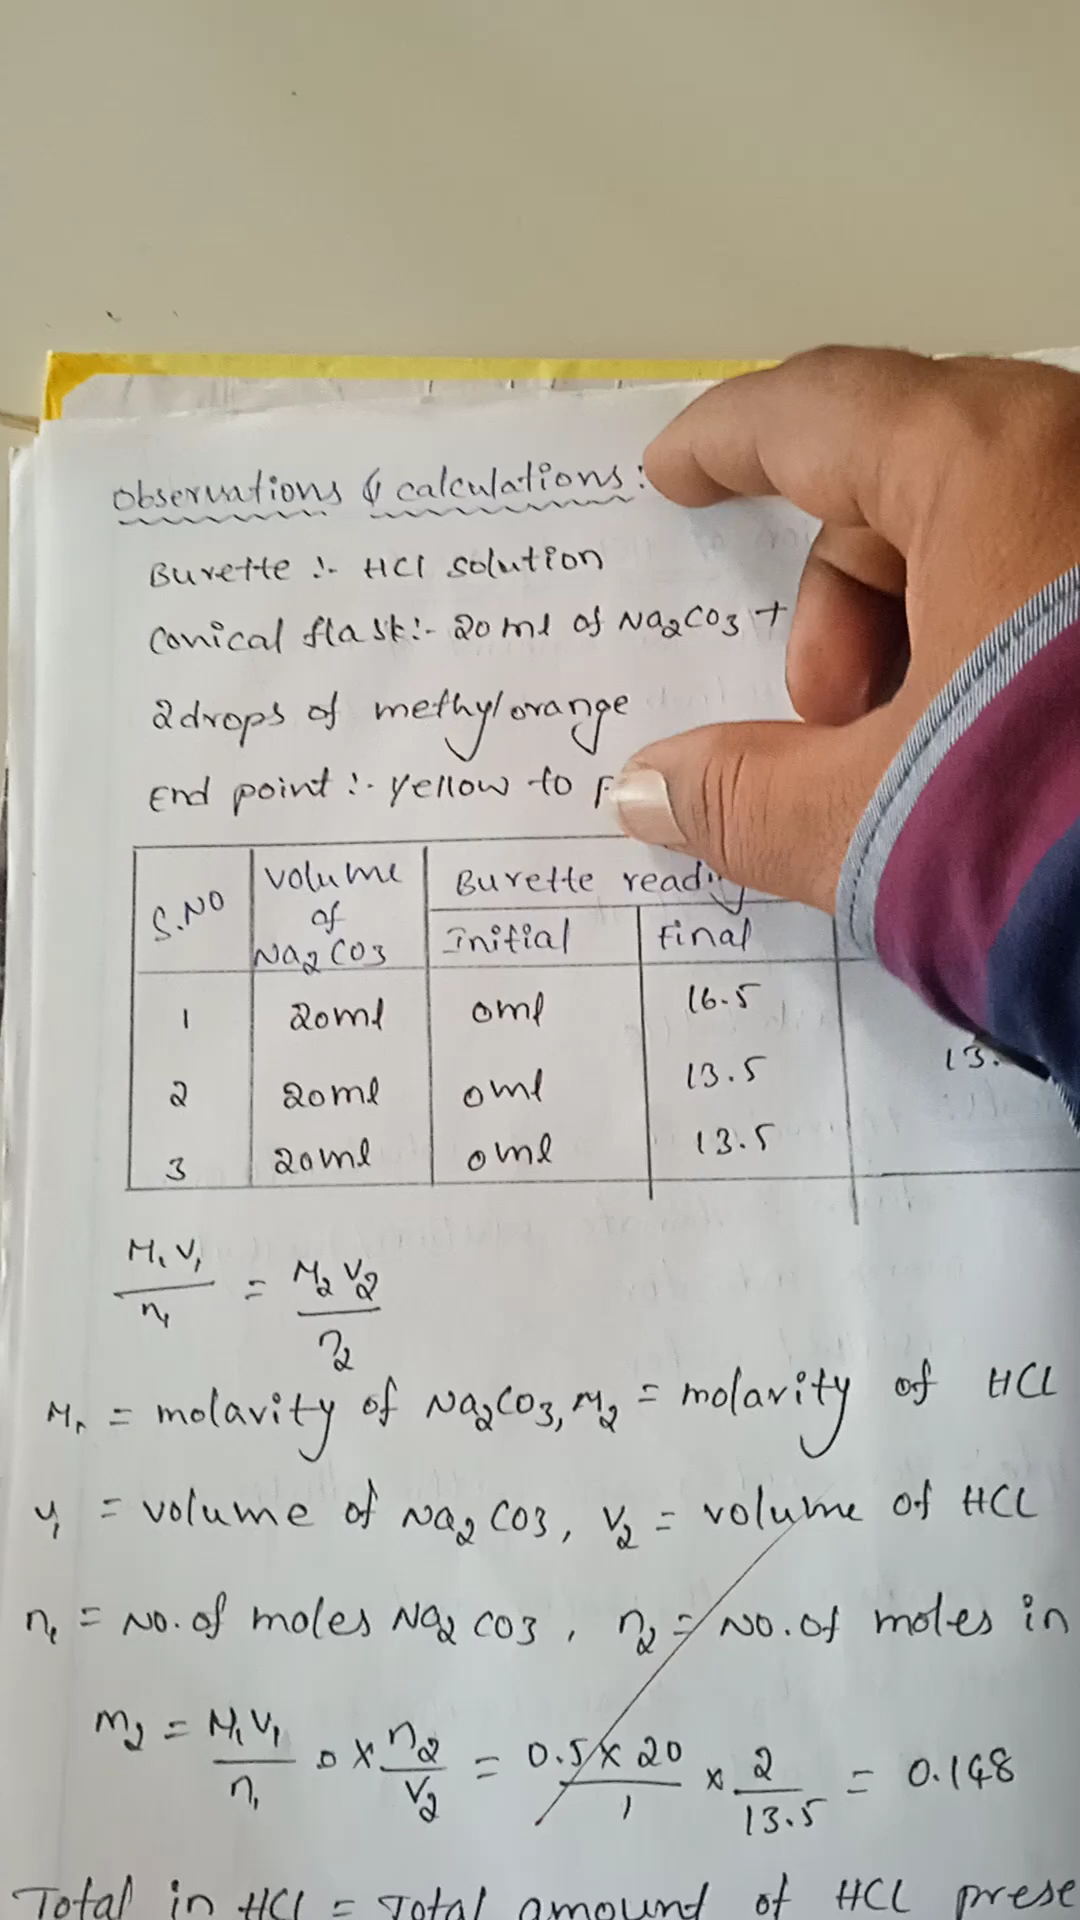 Observations & calculations:
Burette :- HCl solution
Conical flask:- 20ml of Na2CO3 +
2drops of methyl orange
End point :- yellow to
S.NO | volume of Na2CO3 | Burette reading
Initial | Final
1 | 20ml | 0ml | 16.5
2 | 20ml | 0ml | 13.5 | 13.
3 | 20ml | 0ml | 13.5
M1V1/n1 = M2V2/n2
M1 = molarity of Na2CO3, M2 = molarity of HCl
V1 = volume of Na2CO3, V2 = volume of HCl
n1 = No. of moles Na2CO3, n2 = No. of moles in
m2 = M1V1/n1 × n2/V2 = 0.5×20/1 × 2/13.5 = 0.148
Total in HCl = Total amount of HCl prese